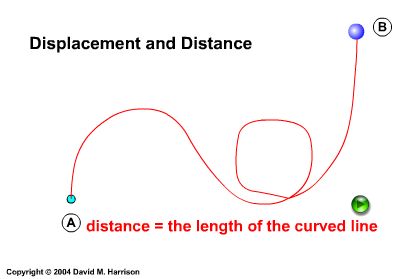 Displacement and Distance
B
A
distance = the length of the curved line
Copyright © 2004 David M. Harrison